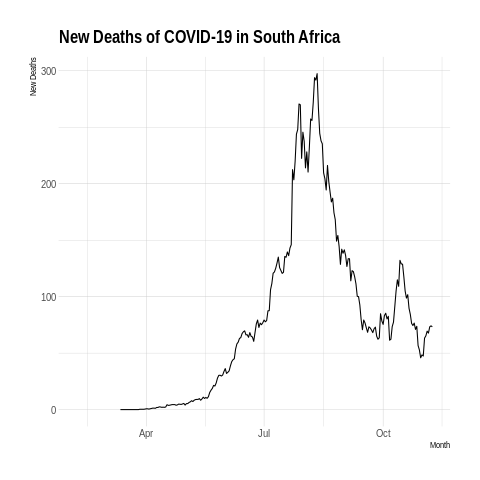 New Deaths of COVID-19 in South Africa
New Deaths
300
200
100
0
Apr
Jul
Oct
Month